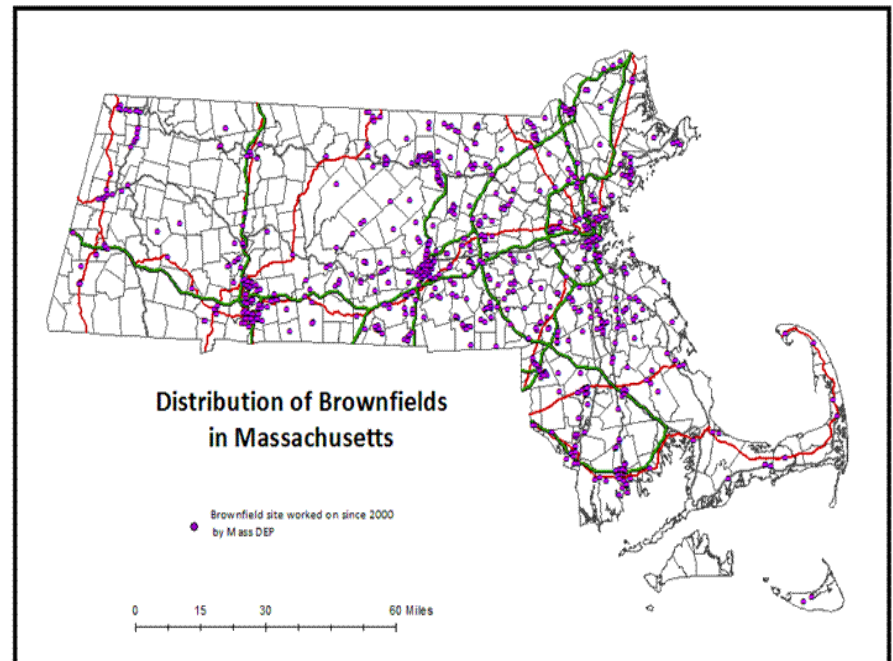 Distribution of Brownfields
in Massachusetts
Brownfield site worked on since 2000
by Mass DEP
0 15 30 60 Miles